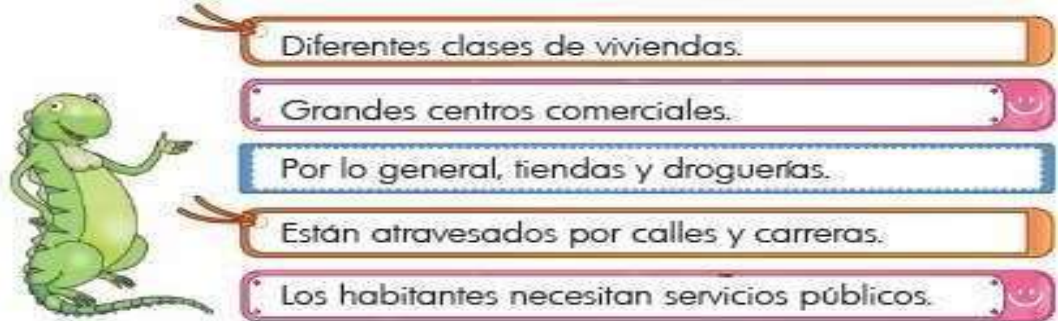 Diferentes clases de viviendas.
Grandes centros comerciales.
Por lo general, tiendas y droguerías.
Están atravesados por calles y carreras.
Los habitantes necesitan servicios públicos.